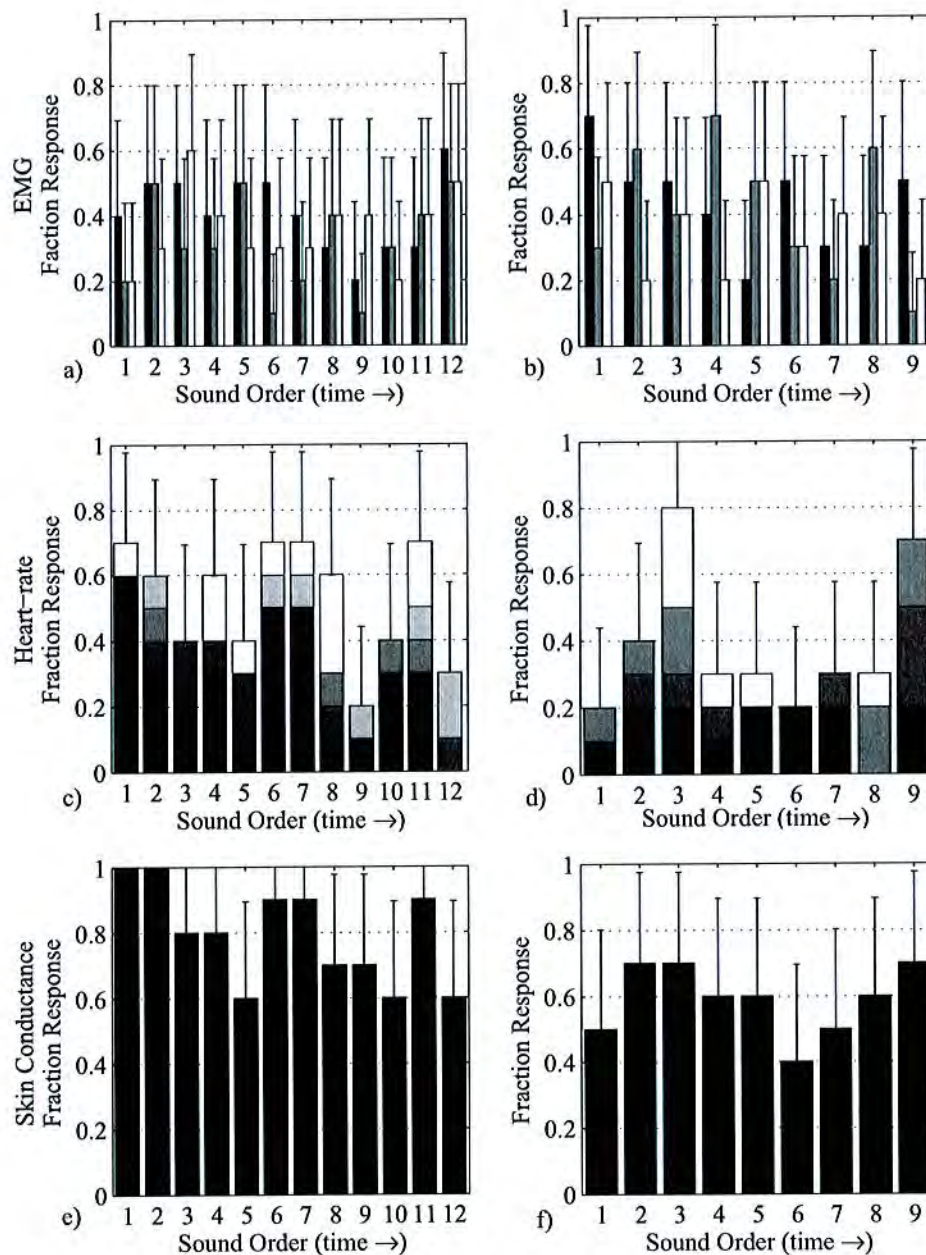 EMG
Faction Response
1
0.8
0.6
0.4
0.2
0
1 2 3 4 5 6 7 8 9 10 11 12
a) Sound Order (time →)
Fraction Response
1
0.8
0.6
0.4
0.2
0
1 2 3 4 5 6 7 8 9
b) Sound Order (time →)
Heart-rate
Fraction Response
1
0.8
0.6
0.4
0.2
0
1 2 3 4 5 6 7 8 9 10 11 12
c) Sound Order (time →)
Fraction Response
1
0.8
0.6
0.4
0.2
0
1 2 3 4 5 6 7 8 9
d) Sound Order (time →)
Skin Conductance
Fraction Response
1
0.8
0.6
0.4
0.2
0
1 2 3 4 5 6 7 8 9 10 11 12
e) Sound Order (time →)
Fraction Response
1
0.8
0.6
0.4
0.2
0
1 2 3 4 5 6 7 8 9
f) Sound Order (time →)